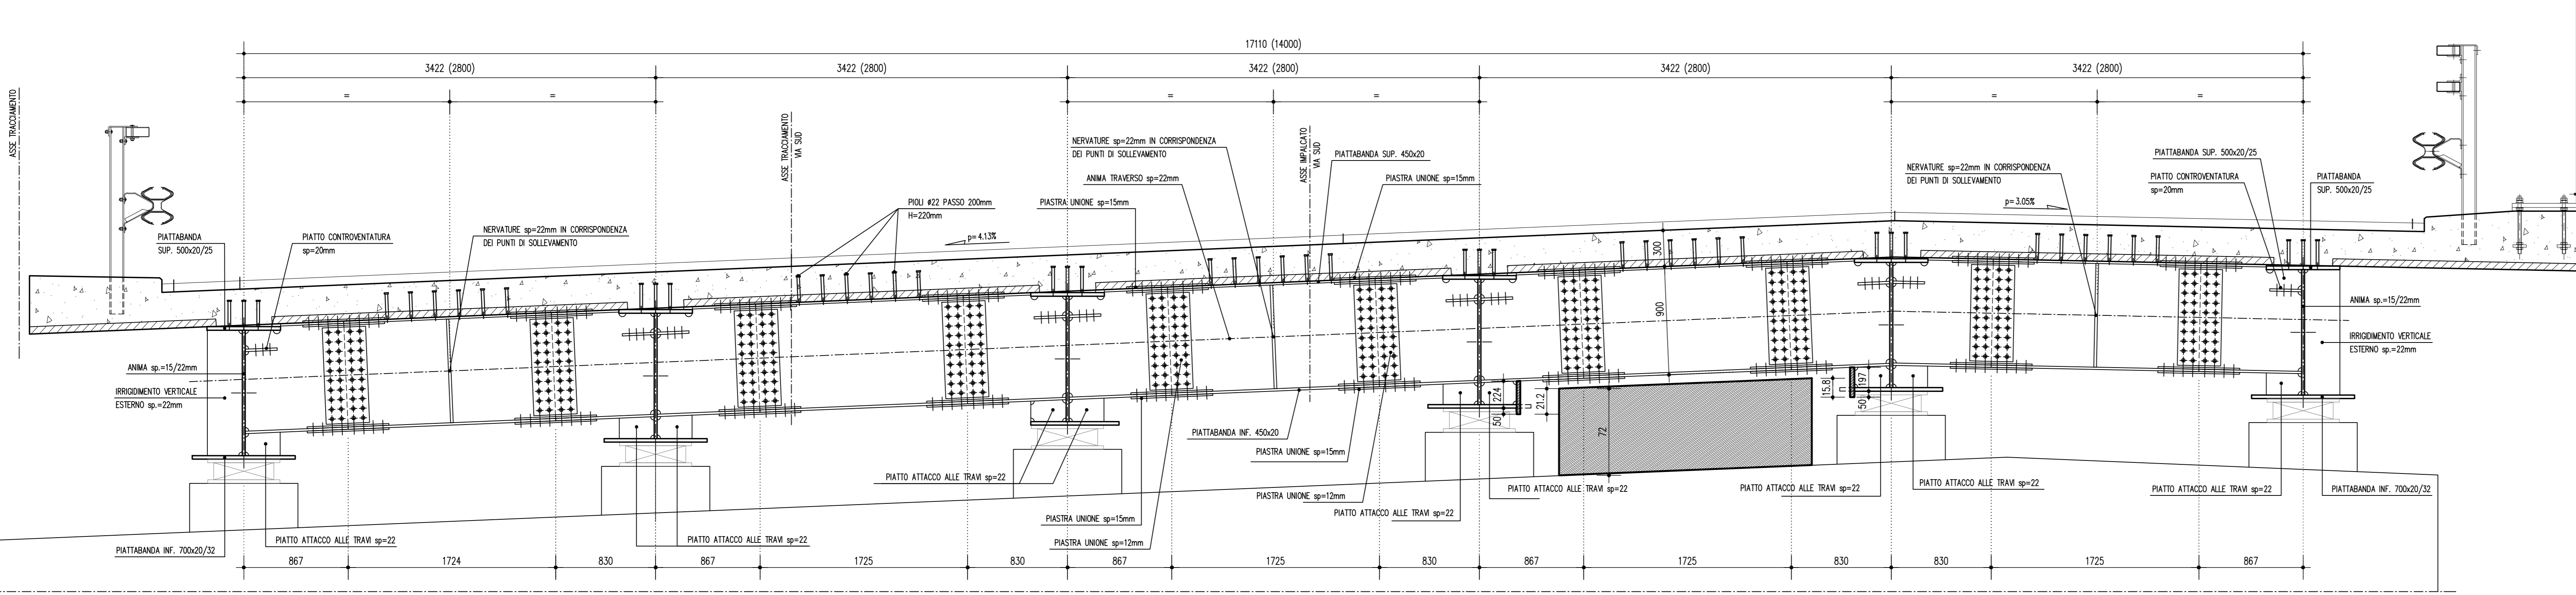 17110 (14000)
3422 (2800)
3422 (2800)
3422 (2800)
3422 (2800)
3422 (2800)
=
=
=
=
=
=
ASSE TRACCIAMENTO
ASSE TRACCIAMENTO
VIA SUD
ASSE IMPALCATO
VIA SUD
NERVATURE sp=22mm IN CORRISPONDENZA
DEI PUNTI DI SOLLEVAMENTO
PIATTABANDA SUP. 450x20
ANIMA TRAVERSO sp=22mm
PIASTRA UNIONE sp=15mm
NERVATURE sp=22mm IN CORRISPONDENZA
DEI PUNTI DI SOLLEVAMENTO
PIATTABANDA SUP. 500x20/25
PIATTO CONTROVENTATURA
sp=20mm
PIATTABANDA
SUP. 500x20/25
PIOLI ø22 PASSO 200mm
H=220mm
PIASTRA UNIONE sp=15mm
p=3.05%
PIATTABANDA
SUP. 500x20/25
PIATTO CONTROVENTATURA
sp=20mm
NERVATURE sp=22mm IN CORRISPONDENZA
DEI PUNTI DI SOLLEVAMENTO
p=4.13%
300
900
ANIMA sp.=15/22mm
IRRIGIDIMENTO VERTICALE
ESTERNO sp.=22mm
ANIMA sp.=15/22mm
IRRIGIDIMENTO VERTICALE
ESTERNO sp.=22mm
224
21.2
50
72
15.8
197
50
PIATTABANDA INF. 450x20
PIASTRA UNIONE sp=15mm
PIATTO ATTACCO ALLE TRAVI sp=22
PIASTRA UNIONE sp=12mm
PIATTO ATTACCO ALLE TRAVI sp=22
PIATTO ATTACCO ALLE TRAVI sp=22
PIATTO ATTACCO ALLE TRAVI sp=22
PIATTO ATTACCO ALLE TRAVI sp=22
PIATTO ATTACCO ALLE TRAVI sp=22
PIATTABANDA INF. 700x20/32
PIASTRA UNIONE sp=15mm
PIASTRA UNIONE sp=12mm
PIATTO ATTACCO ALLE TRAVI sp=22
PIATTO ATTACCO ALLE TRAVI sp=22
PIATTABANDA INF. 700x20/32
867
1724
830
867
1725
830
867
1725
830
867
1725
830
830
1725
867